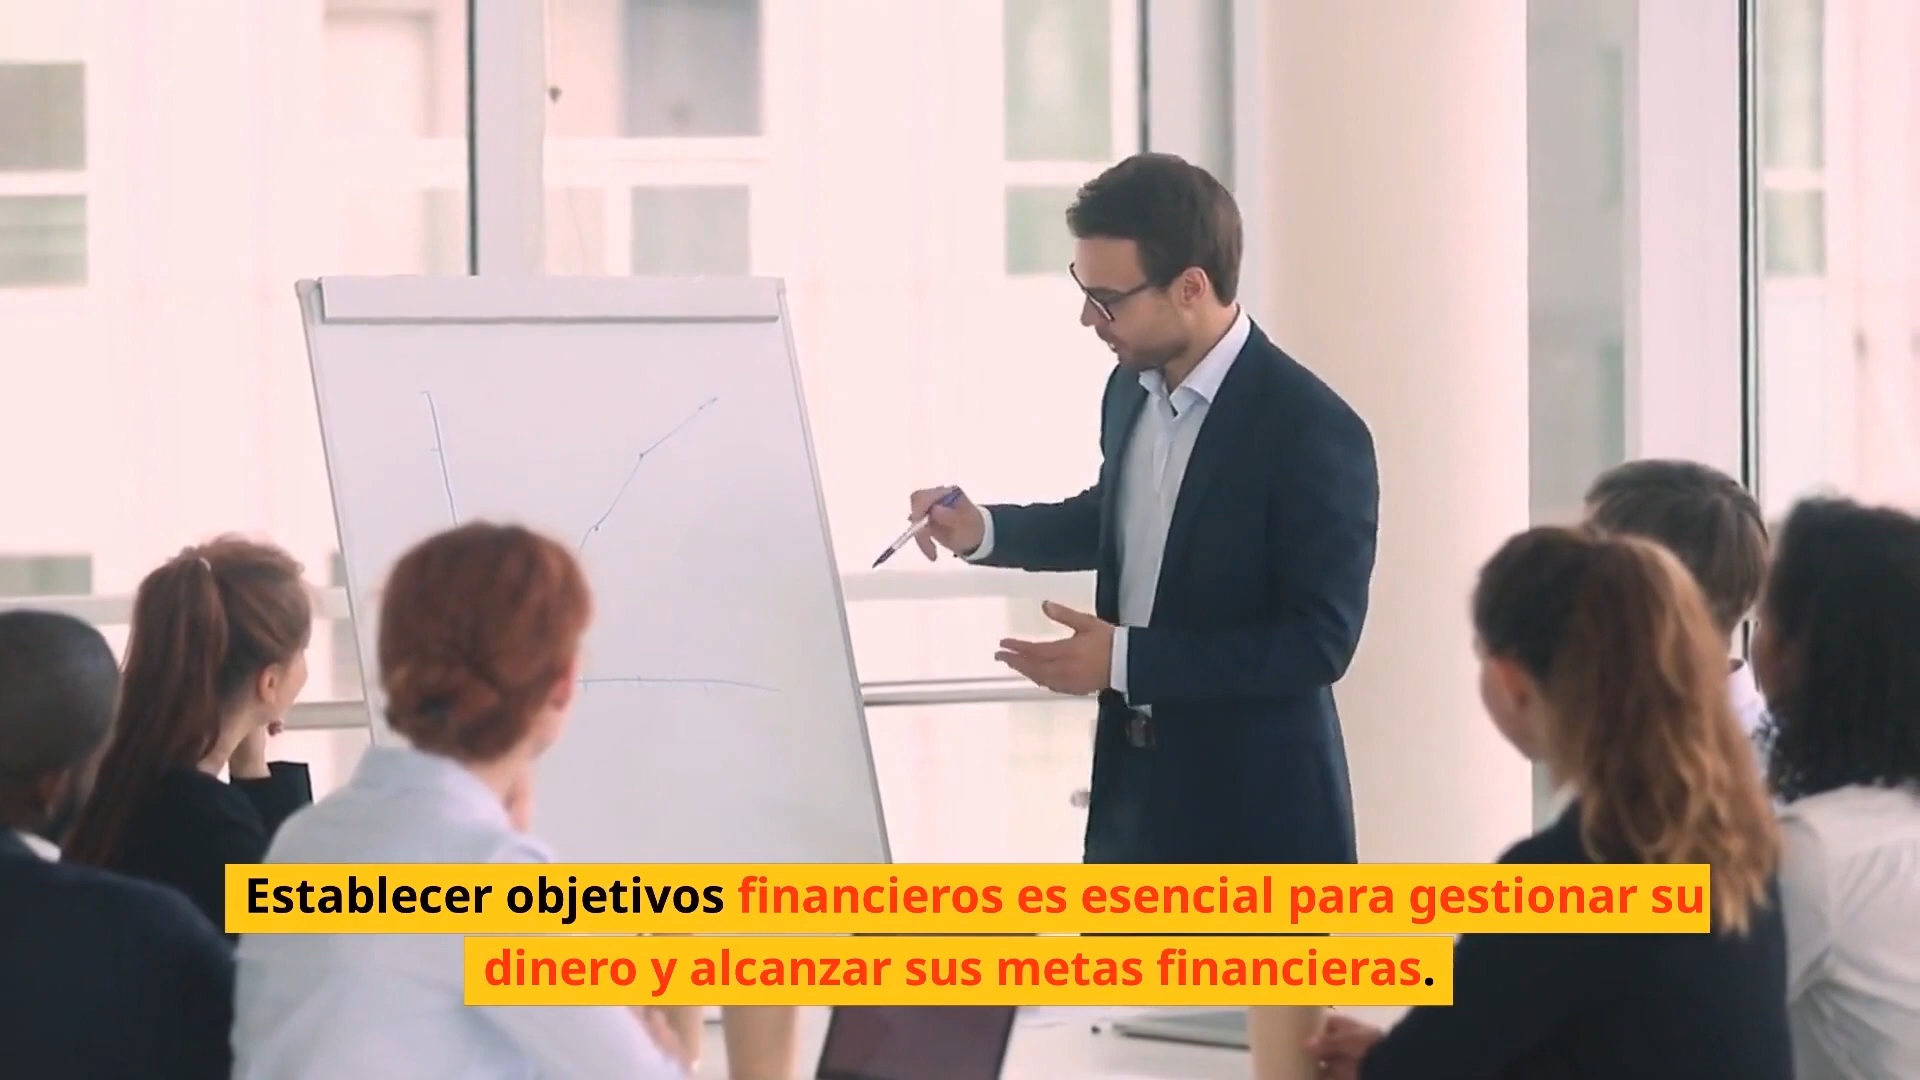 Establecer objetivos financieros es esencial para gestionar su
dinero y alcanzar sus metas financieras.